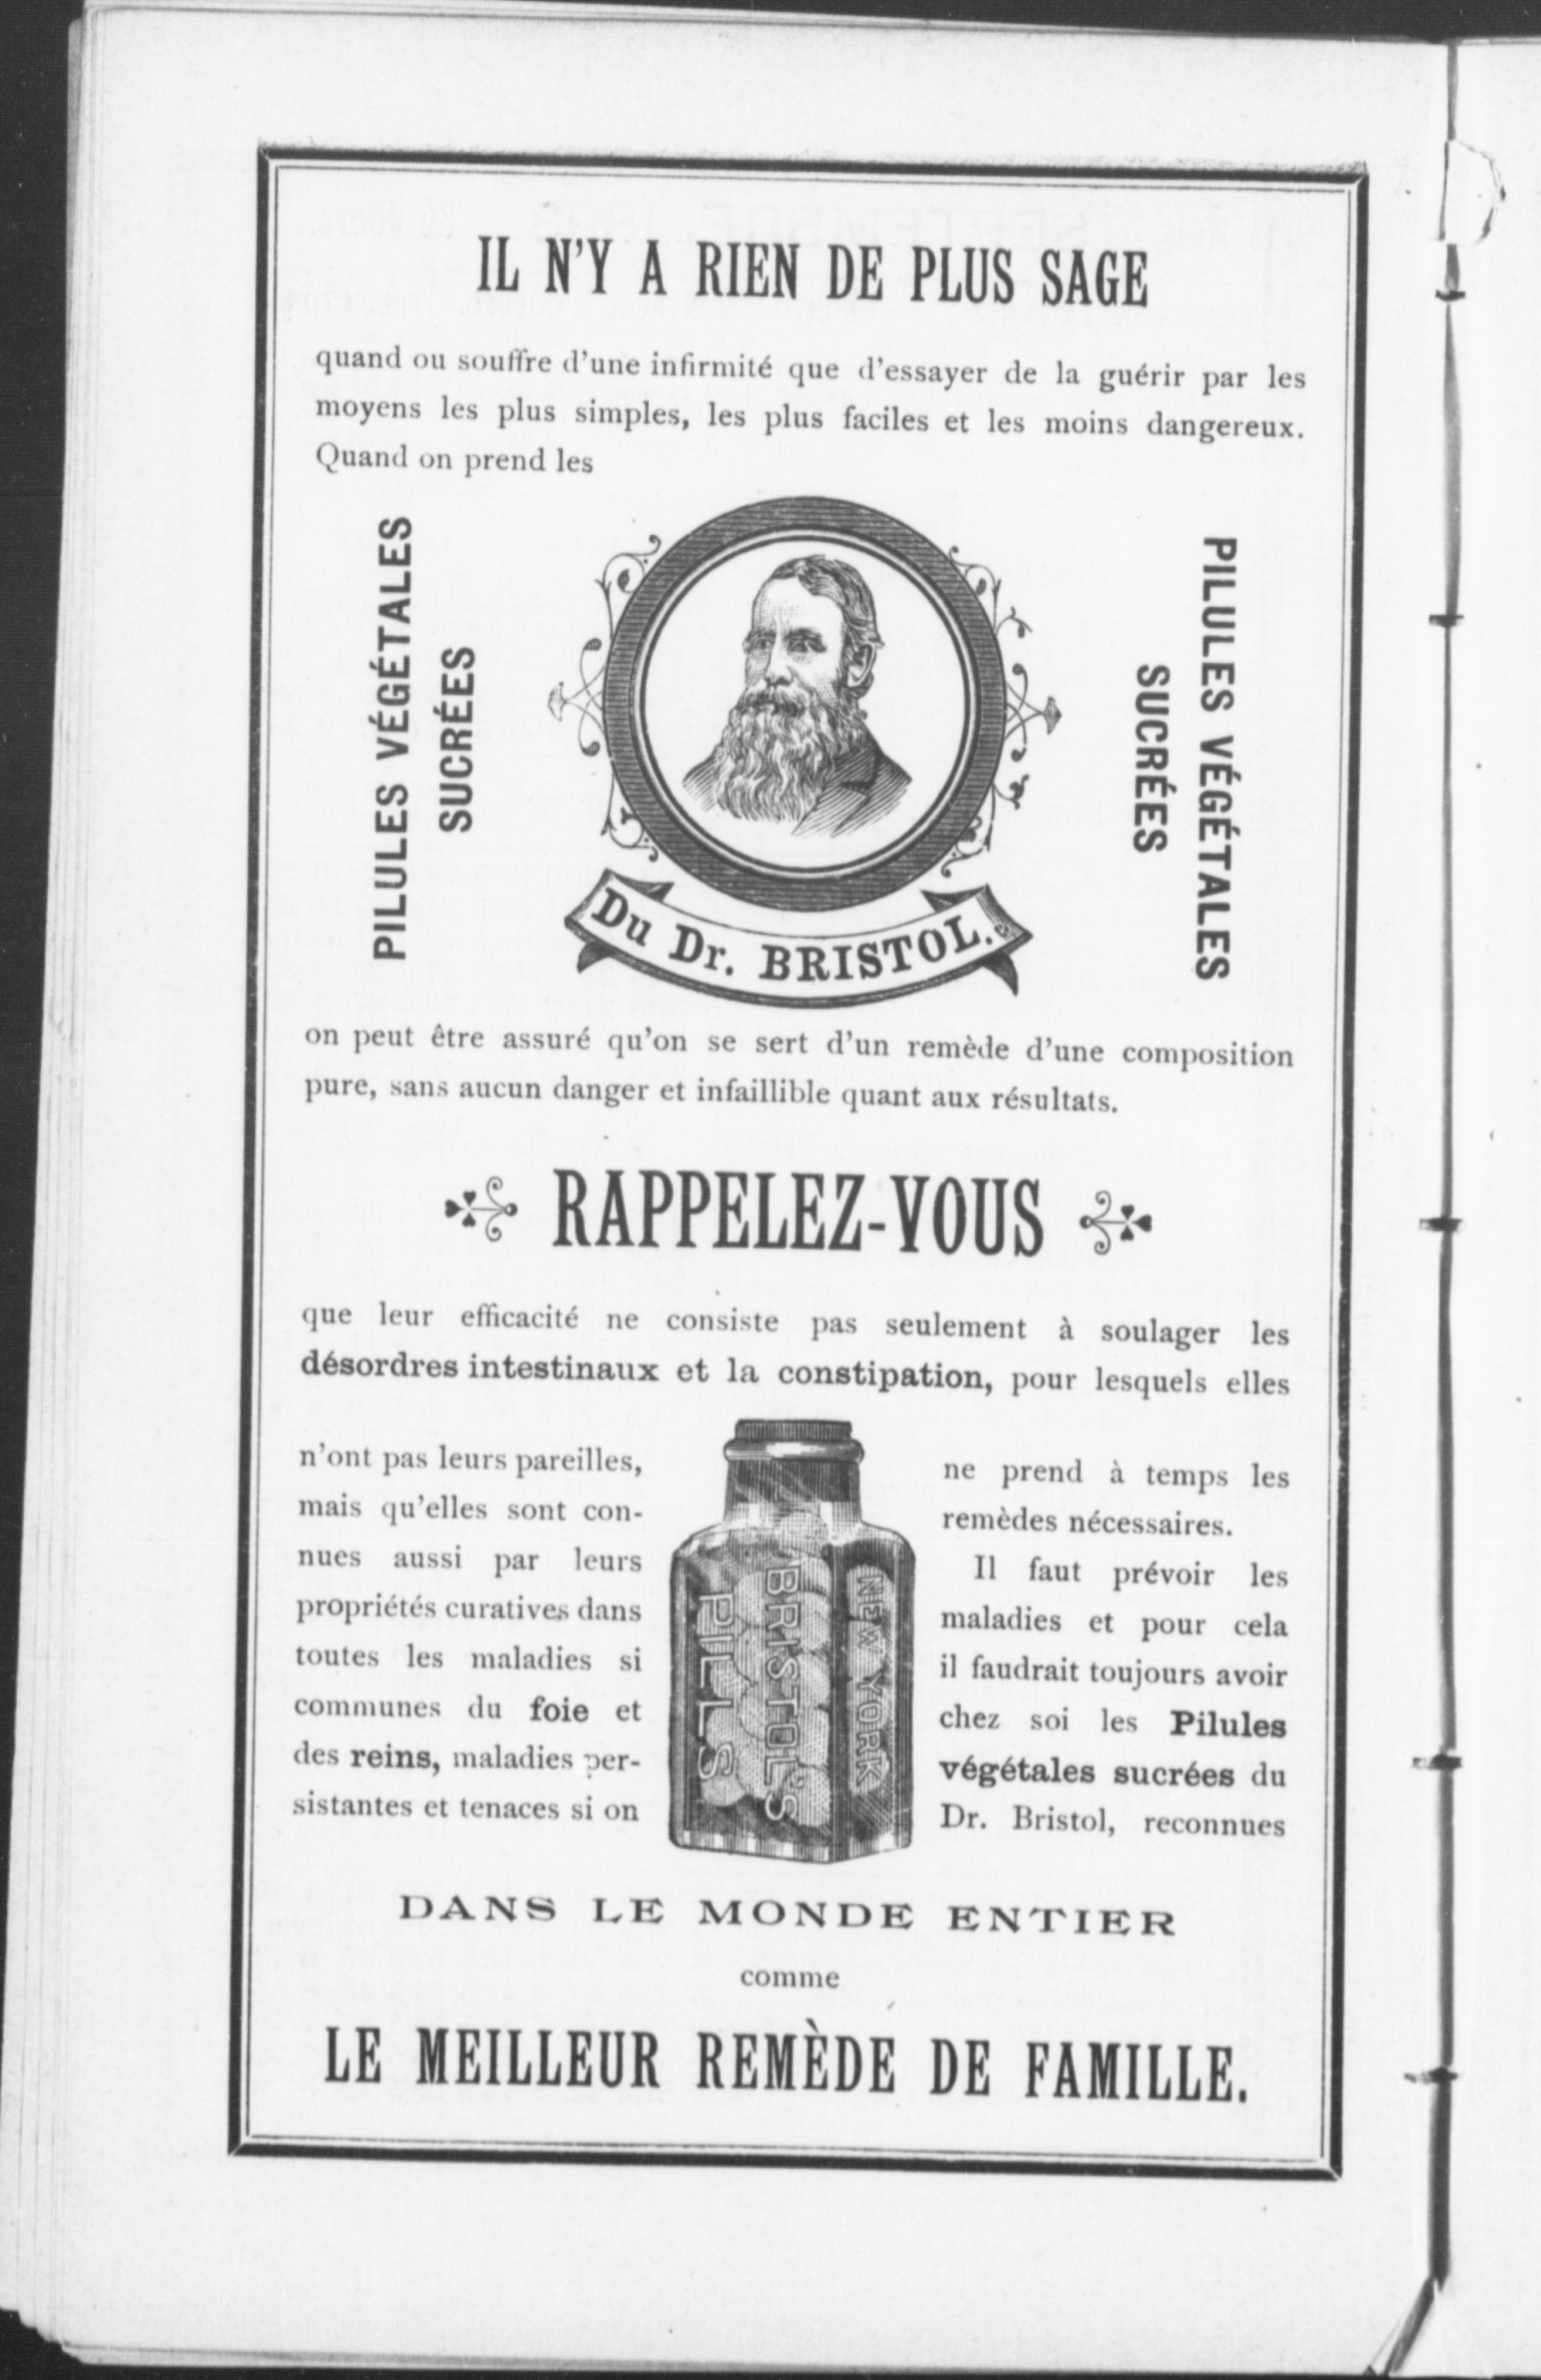 IL N'Y A RIEN DE PLUS SAGE
quand ou souffre d'une infirmité que d'essayer de la guérir par les
moyens les plus simples, les plus faciles et les moins dangereux.
Quand on prend les
PILULES VÉGÉTALES
SUCRÉES
Du Dr. BRISTOL.
PILULES VÉGÉTALES
SUCRÉES
on peut être assuré qu'on se sert d'un remède d'une composition
pure, sans aucun danger et infaillible quant aux résultats.
RAPPELEZ-VOUS
que leur efficacité ne consiste pas seulement à soulager les
désordres intestinaux et la constipation, pour lesquels elles
n'ont pas leurs pareilles,
mais qu'elles sont con-
nues aussi par leurs
propriétés curatives dans
toutes les maladies si
communes du foie et
des reins, maladies per-
sistantes et tenaces si on
BRISTOL'S
PILLS
NEW YORK
ne prend à temps les
remèdes nécessaires.
Il faut prévoir les
maladies et pour cela
il faudrait toujours avoir
chez soi les Pilules
végétales sucrées du
Dr. Bristol, reconnues
DANS LE MONDE ENTIER
comme
LE MEILLEUR REMÈDE DE FAMILLE.